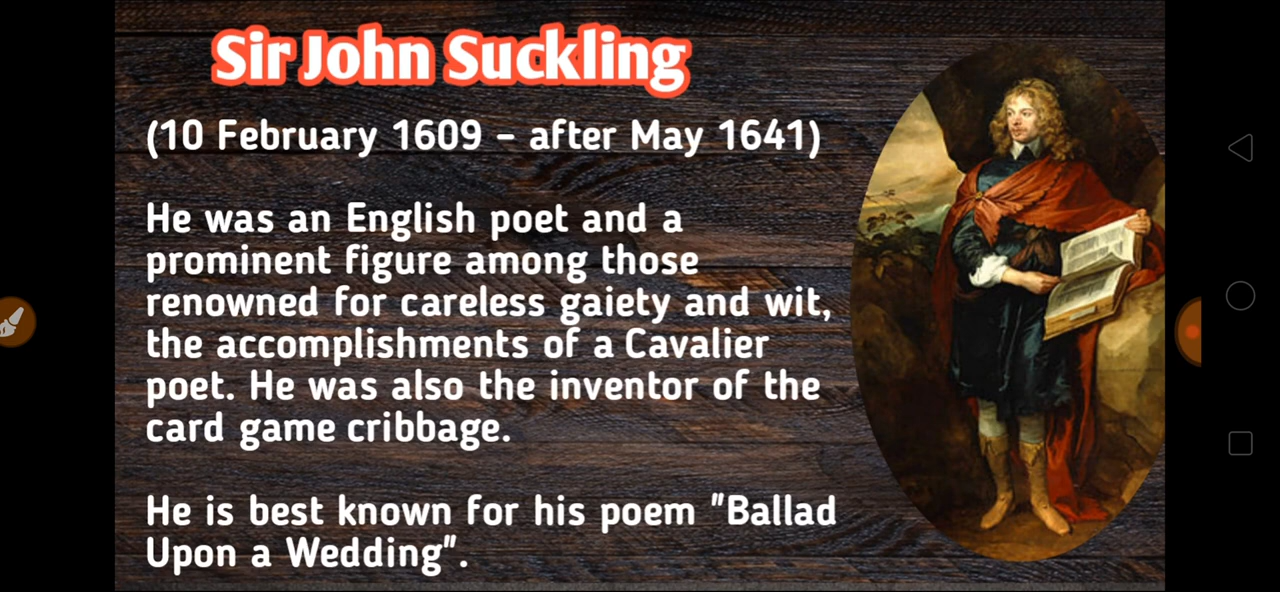 Sir John Suckling
(10 February 1609 – after May 1641)
He was an English poet and a
prominent figure among those
renowned for careless gaiety and wit,
the accomplishments of a Cavalier
poet. He was also the inventor of the
card game cribbage.
He is best known for his poem "Ballad
Upon a Wedding".